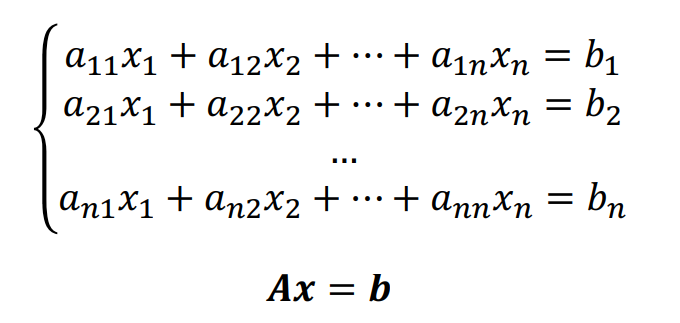 a₁₁x₁ + a₁₂x₂ + ⋯ + a₁ₙxₙ = b₁
a₂₁x₁ + a₂₂x₂ + ⋯ + a₂ₙxₙ = b₂
...
aₙ₁x₁ + aₙ₂x₂ + ⋯ + aₙₙxₙ = bₙ
Ax = b